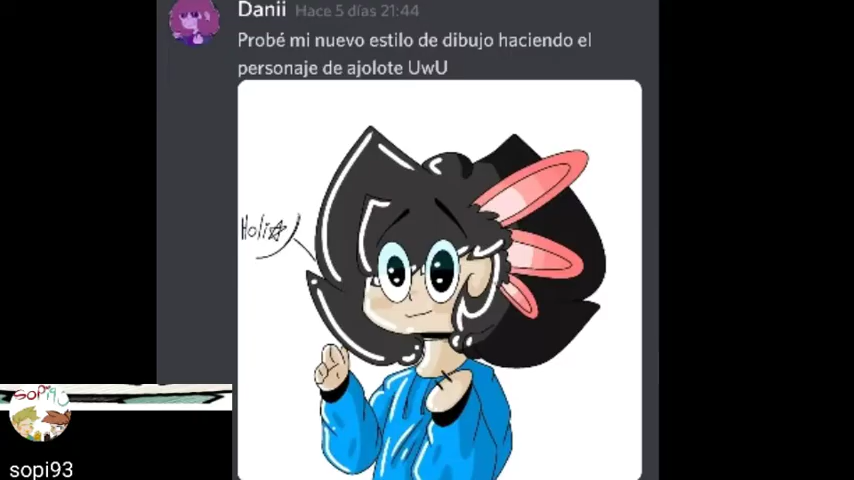 Danii Hace 5 días 21:44
Probé mi nuevo estilo de dibujo haciendo el
personaje de ajolote UwU
Holi
sopi93
sopi93